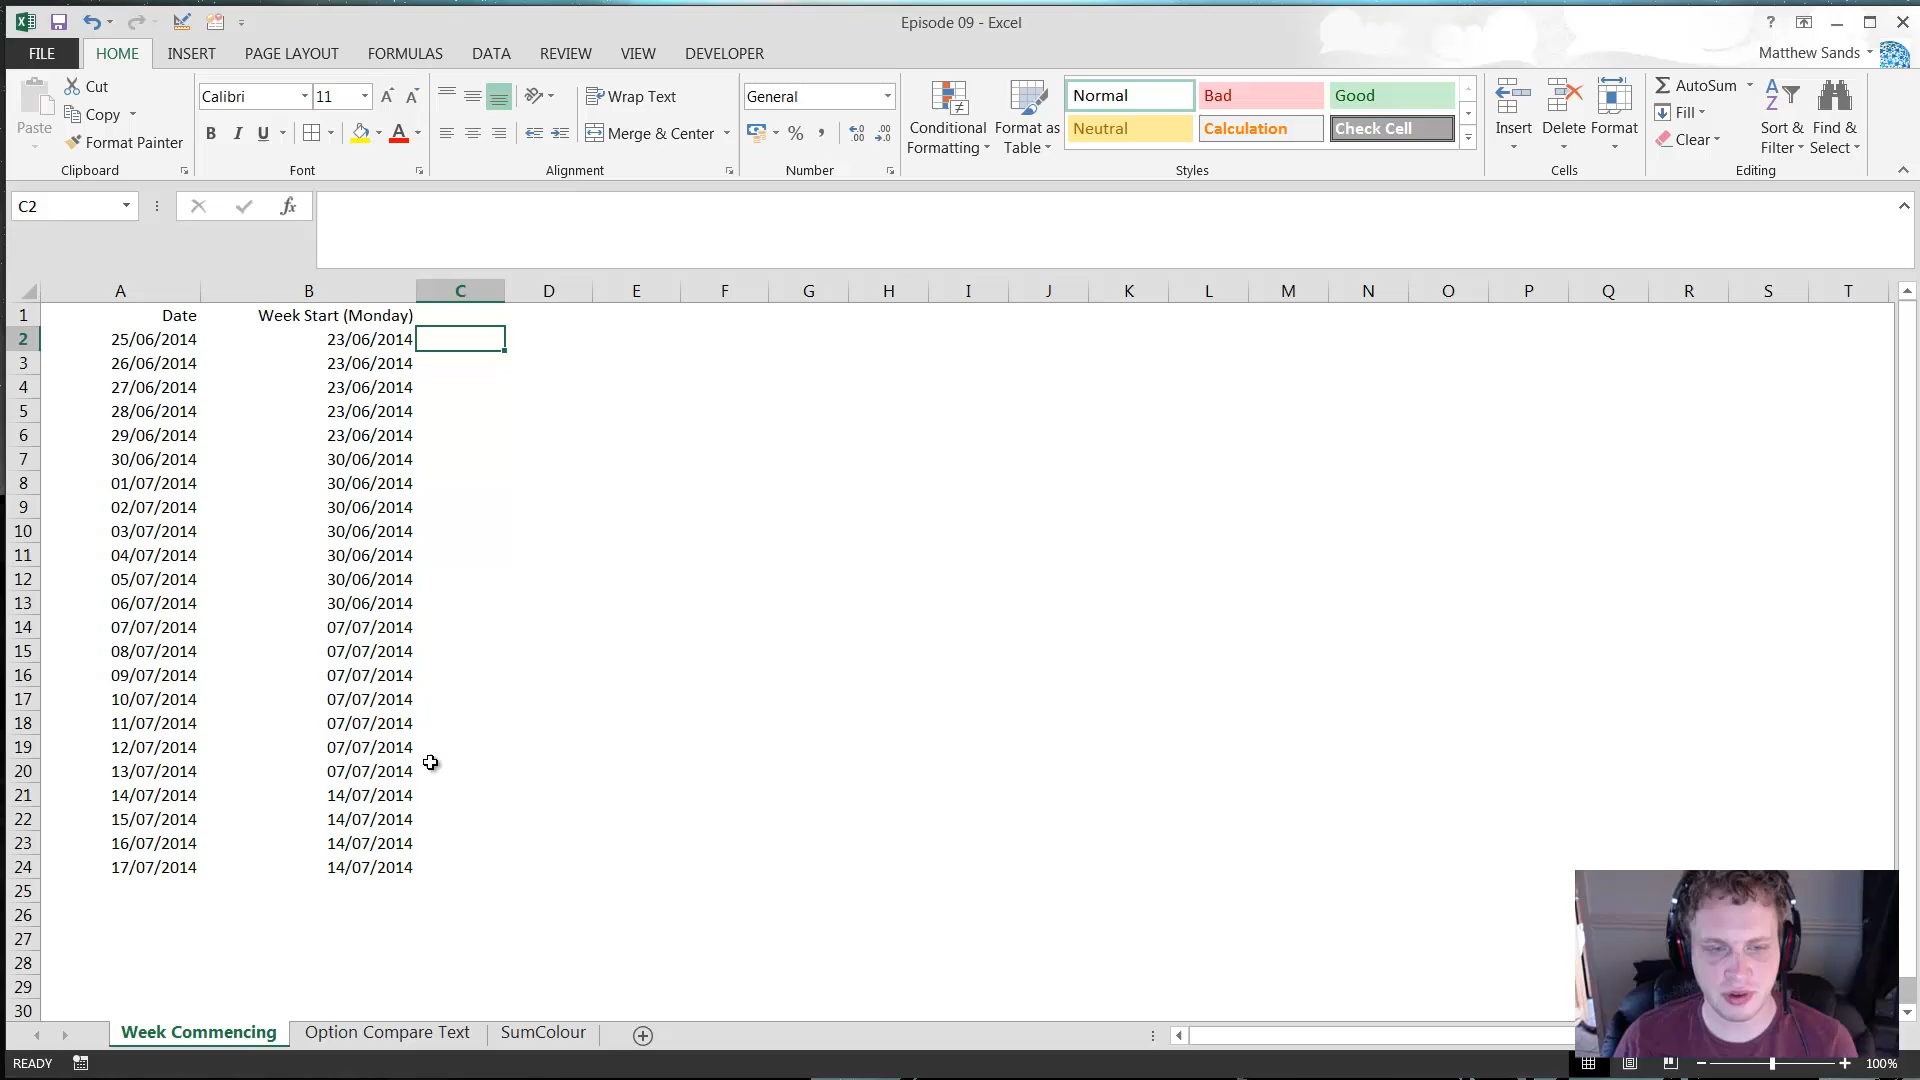 Episode 09 - Excel
?
FILE HOME INSERT PAGE LAYOUT FORMULAS DATA REVIEW VIEW DEVELOPER Matthew Sands
Paste
Cut
Copy
Format Painter
Clipboard
Calibri 11 A A
B I U A
Font
Wrap Text
Merge & Center
Alignment
General
% ,
Number
Conditional Formatting
Format as Table
Normal Bad Good
Neutral Calculation Check Cell
Styles
Insert Delete Format
Cells
AutoSum
Fill
Clear
Sort & Filter
Find & Select
Editing
C2 fx
A B C D E F G H I J K L M N O P Q R S T
1 Date Week Start (Monday)
2 25/06/2014 23/06/2014
3 26/06/2014 23/06/2014
4 27/06/2014 23/06/2014
5 28/06/2014 23/06/2014
6 29/06/2014 23/06/2014
7 30/06/2014 30/06/2014
8 01/07/2014 30/06/2014
9 02/07/2014 30/06/2014
10 03/07/2014 30/06/2014
11 04/07/2014 30/06/2014
12 05/07/2014 30/06/2014
13 06/07/2014 30/06/2014
14 07/07/2014 07/07/2014
15 08/07/2014 07/07/2014
16 09/07/2014 07/07/2014
17 10/07/2014 07/07/2014
18 11/07/2014 07/07/2014
19 12/07/2014 07/07/2014
20 13/07/2014 07/07/2014
21 14/07/2014 14/07/2014
22 15/07/2014 14/07/2014
23 16/07/2014 14/07/2014
24 17/07/2014 14/07/2014
25
26
27
28
29
30
Week Commencing Option Compare Text SumColour
READY 100%